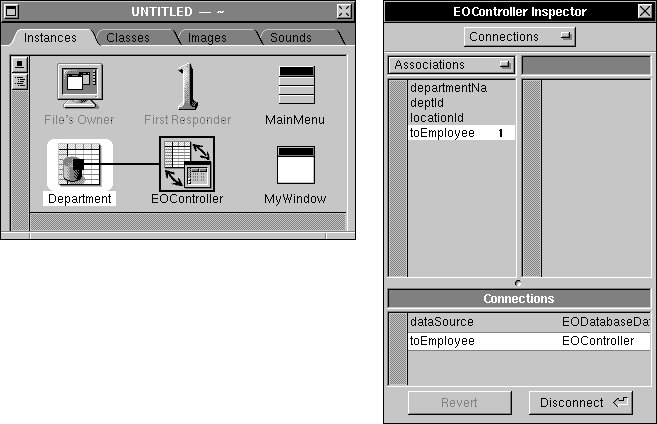 UNTITLED — ~
Instances
Classes
Images
Sounds
File's Owner
First Responder
MainMenu
Department
EOController
MyWindow
EOController Inspector
Connections
Associations
departmentNa
deptId
locationId
toEmployee 1
Connections
dataSource EODatabaseDat
toEmployee EOController
Revert
Disconnect